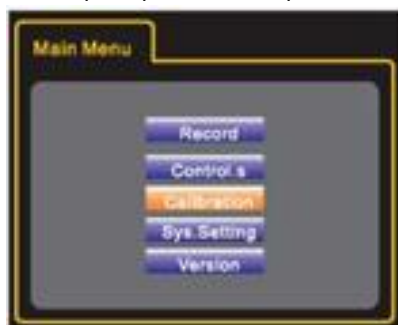 Main Menu
Record
Control.s
Calibration
Sys.Setting
Version